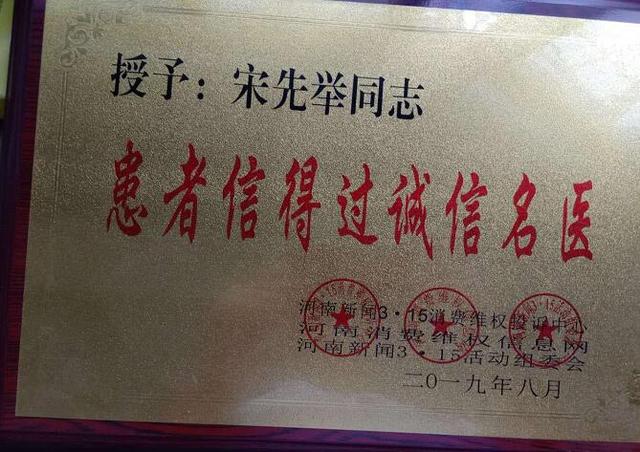 授予：宋先举同志
患者信得过诚信名医
河南新闻3·15消费维权投诉中心
河南消费维权信息网
河南新闻3·15活动组委会
二0一九年八月